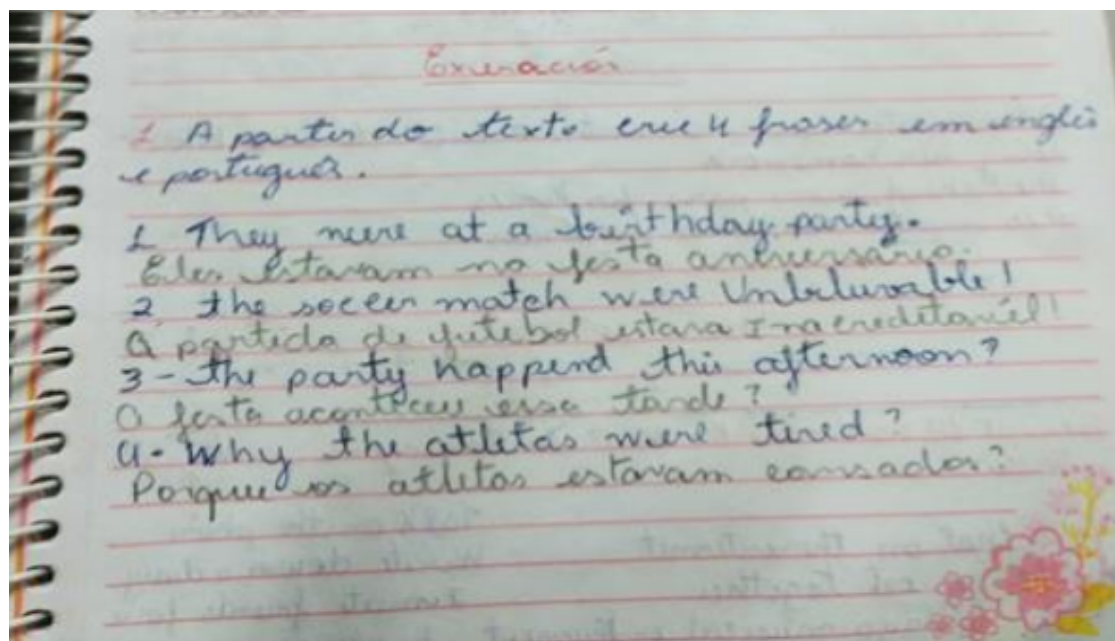 1 A partir do texto crie 4 frases em inglês
e português.
1 They were at a birthday party.
Eles estavam na festa aniversário.
2 the soccer match were Unbeluvable!
A partida de futebol estava Inacreditavél!
3 - the party happend this afternoon?
A festa aconteceu essa tarde?
4 - Why the atletas were tired?
Porque os atletas estavam cansados?